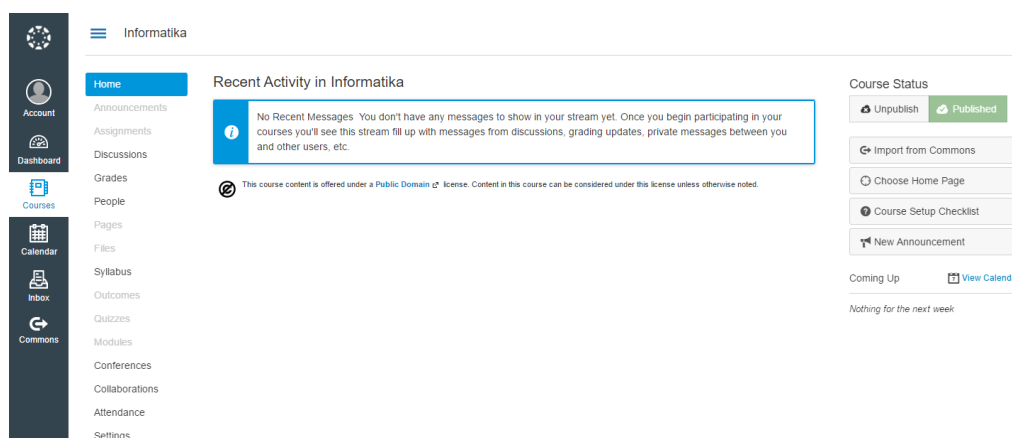 Informatika
Account
Dashboard
Courses
Calendar
Inbox
Commons
Home
Announcements
Assignments
Discussions
Grades
People
Pages
Files
Syllabus
Outcomes
Quizzes
Modules
Conferences
Collaborations
Attendance
Settings
Recent Activity in Informatika
No Recent Messages You don't have any messages to show in your stream yet. Once you begin participating in your
courses you'll see this stream fill up with messages from discussions, grading updates, private messages between you
and other users, etc.
This course content is offered under a Public Domain license. Content in this course can be considered under this license unless otherwise noted.
Course Status
Unpublish Published
Import from Commons
Choose Home Page
Course Setup Checklist
New Announcement
Coming Up 7 View Calend
Nothing for the next week